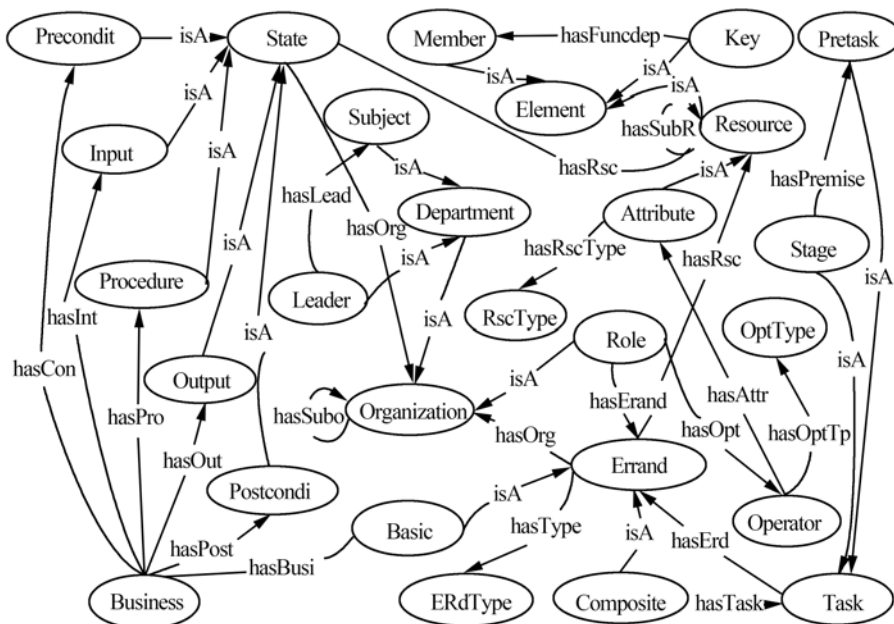 Precondit
isA
State
Member
hasFuncdep
Key
Pretask
isA
isA
isA
Element
isA
Subject
hasSubR
Resource
Input
isA
hasRsc
isA
hasPremise
hasLead
isA
Department
Attribute
hasOrg
isA
hasRscType
hasRsc
Stage
Procedure
isA
Leader
isA
RscType
isA
hasInt
isA
Role
OptType
isA
hasCon
Output
isA
hasPro
hasSubo
Organization
hasErand
hasAttr
hasOpt
hasOrg
hasOptTp
hasOut
Errand
Postcondi
isA
Basic
hasType
isA
hasErd
Operator
hasPost
hasBusi
Business
ERdType
Composite
hasTask
Task